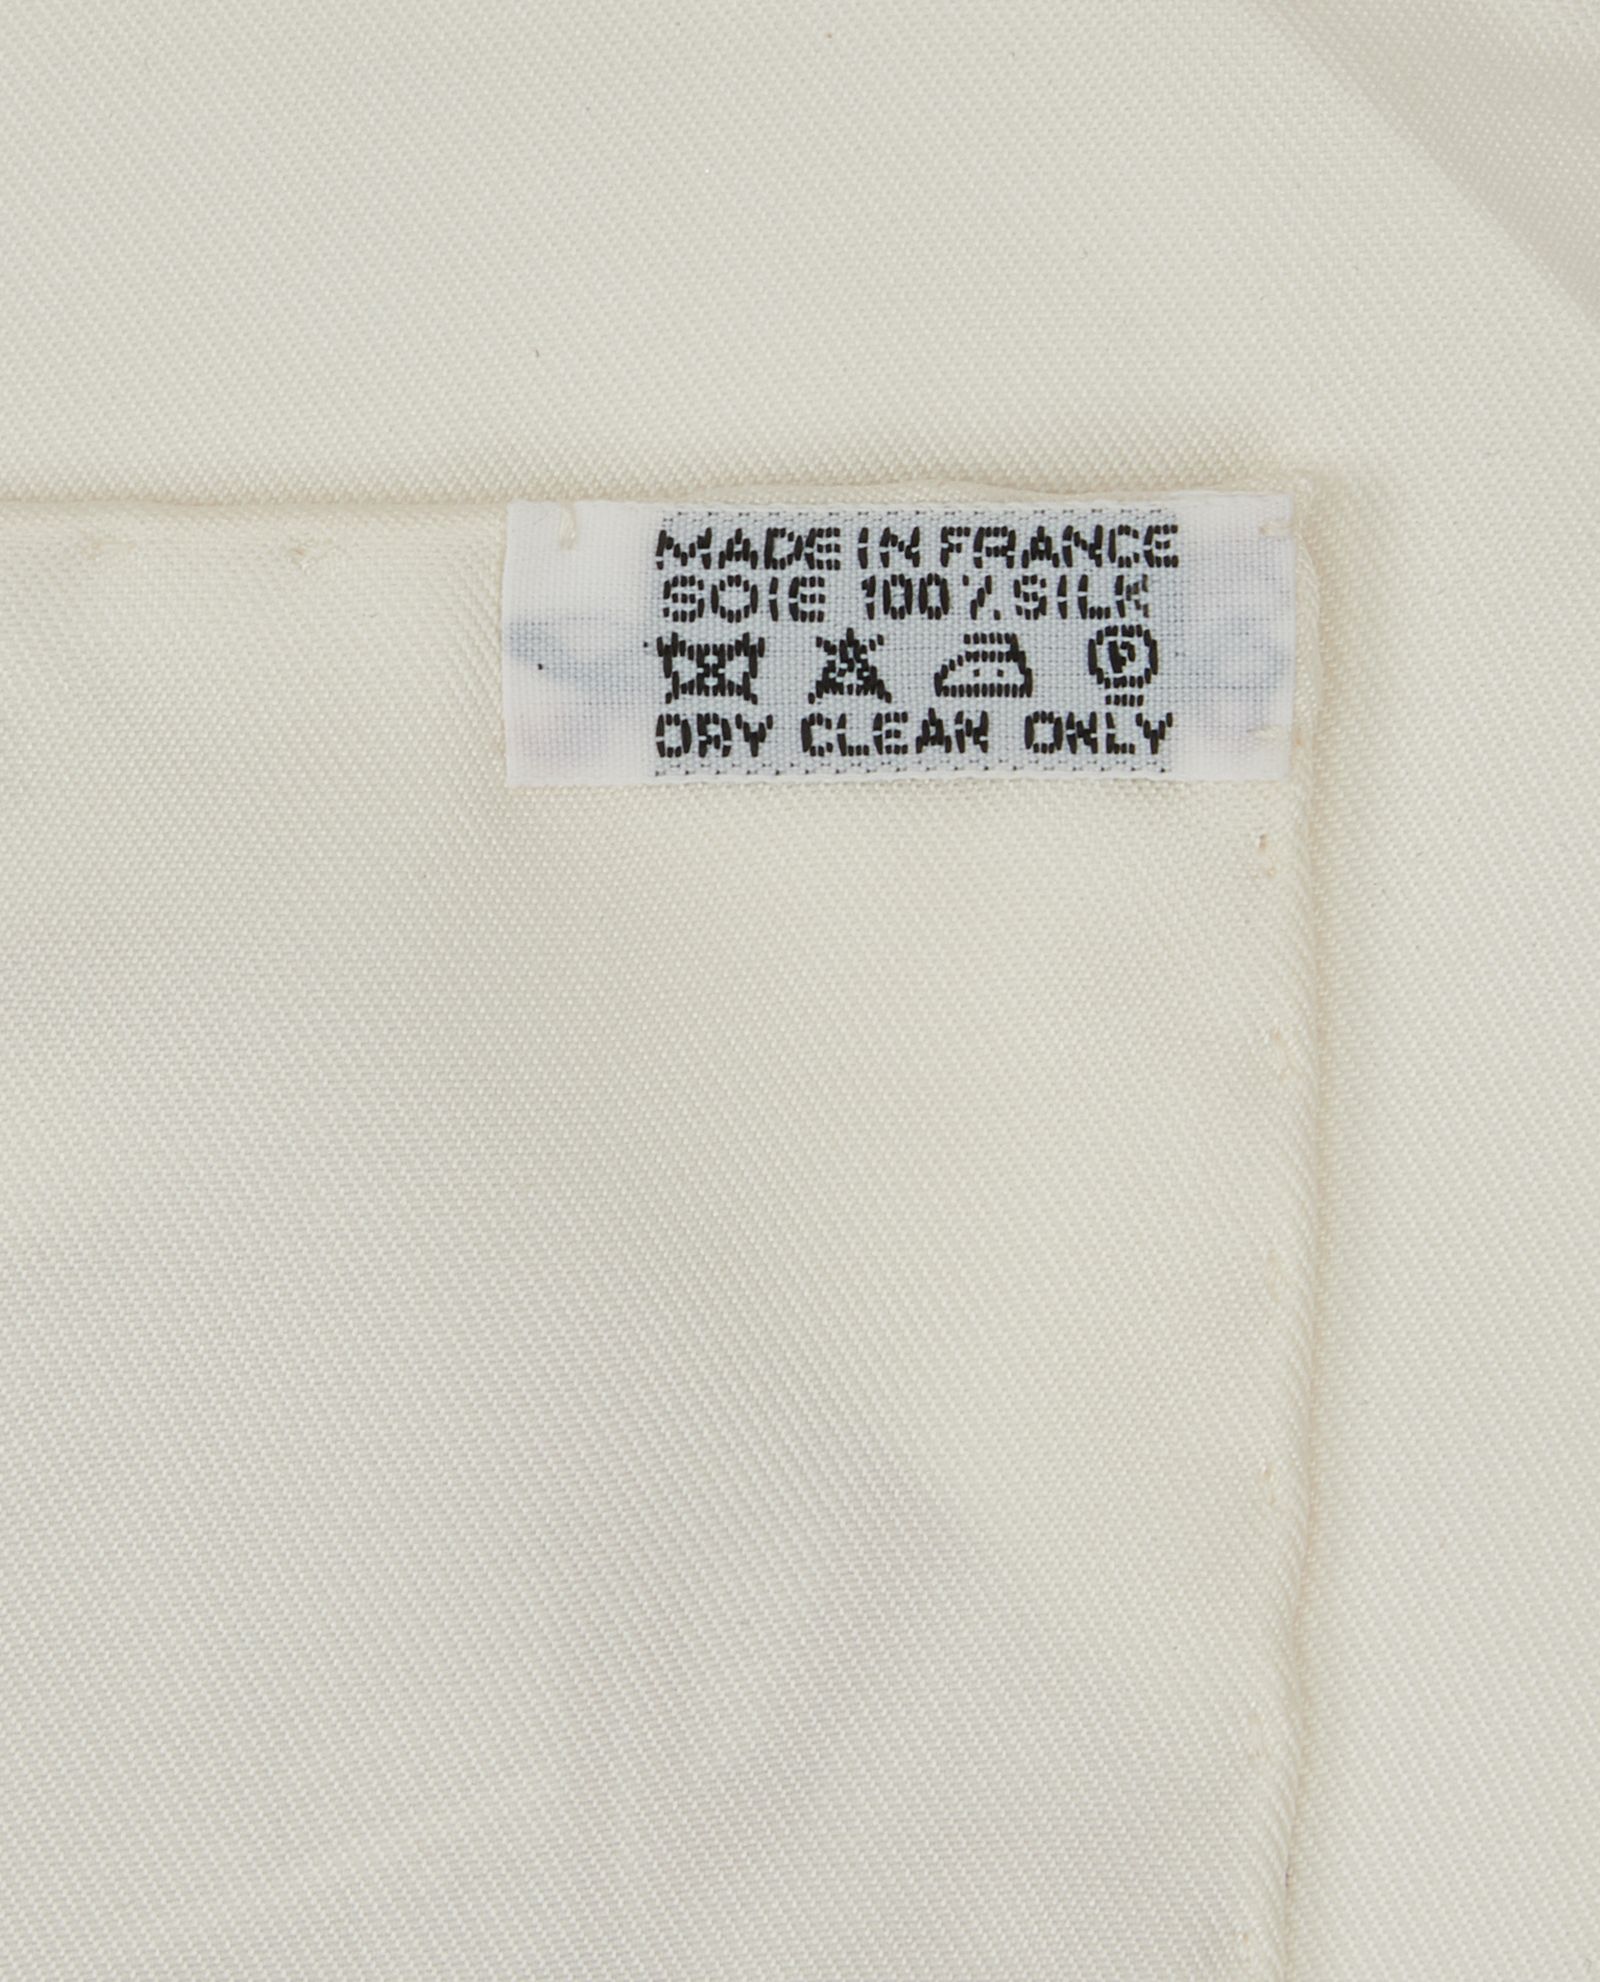 MADE IN FRANCE
SOIE 100% SILK
P
DRY CLEAN ONLY